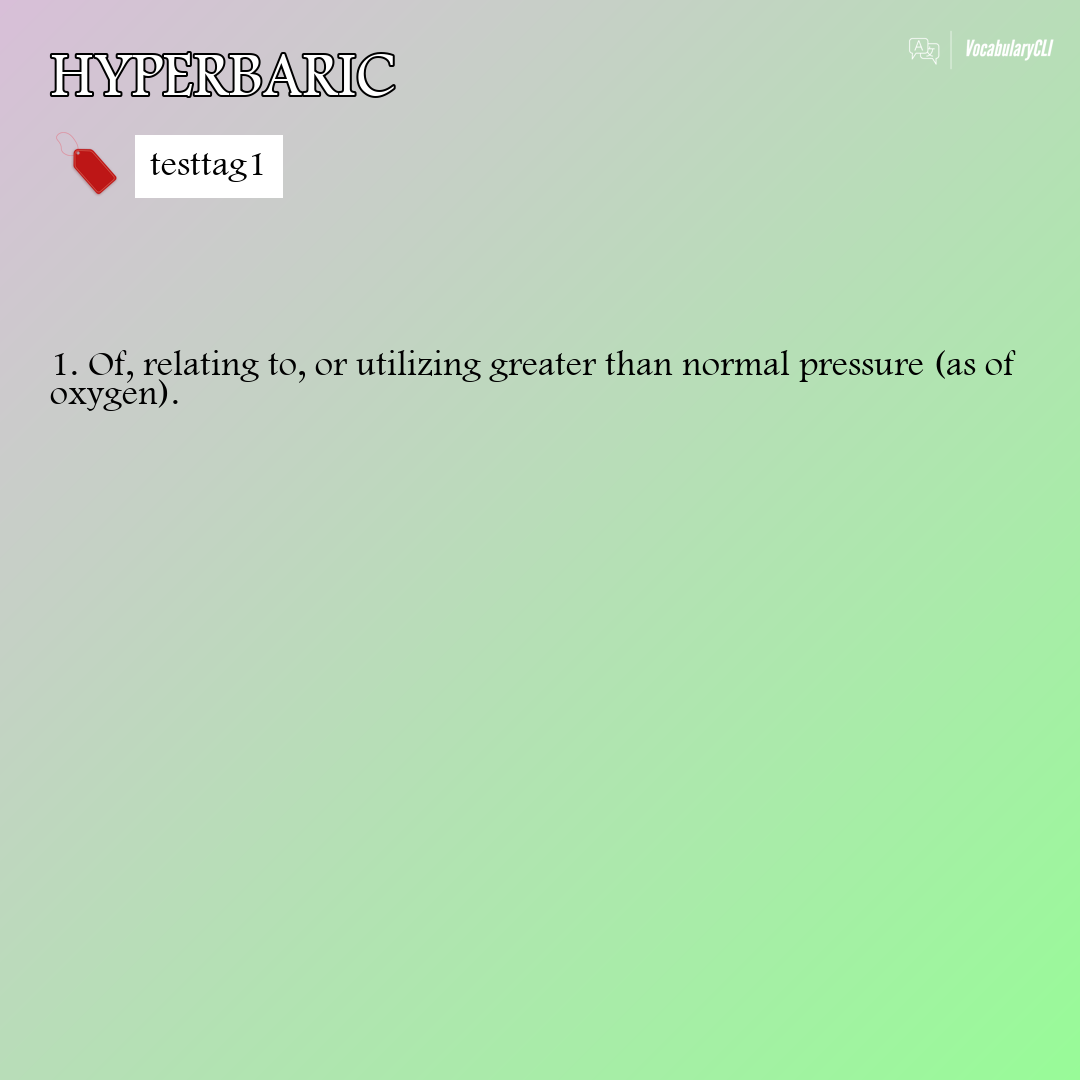 HYPERBARIC
VocabularyCLI
testtag1
1. Of, relating to, or utilizing greater than normal pressure (as of
oxygen).